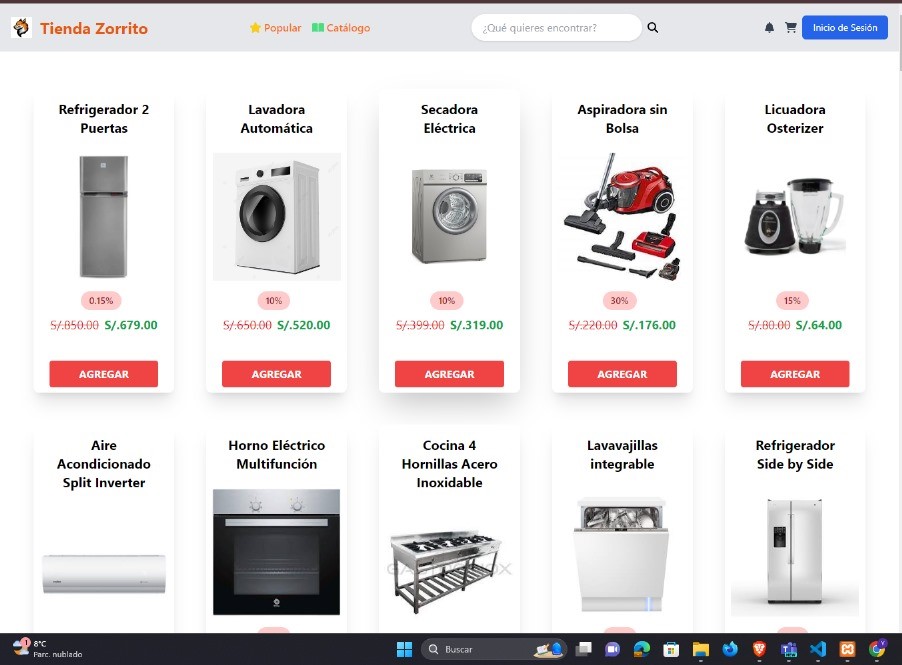 Tienda Zorrito
Popular
Catálogo
¿Qué quieres encontrar?
Inicio de Sesión
Refrigerador 2
Puertas
0.15%
S/.850.00 S/.679.00
AGREGAR
Lavadora
Automática
10%
S/.650.00 S/.520.00
AGREGAR
Secadora
Eléctrica
10%
S/.399.00 S/.319.00
AGREGAR
Aspiradora sin
Bolsa
30%
S/.220.00 S/.176.00
AGREGAR
Licuadora
Osterizer
15%
S/.80.00 S/.64.00
AGREGAR
Aire
Acondicionado
Split Inverter
Horno Eléctrico
Multifunción
Cocina 4
Hornillas Acero
Inoxidable
Lavavajillas
integrable
Refrigerador
Side by Side
1
8°C
Parc. nublado
Buscar